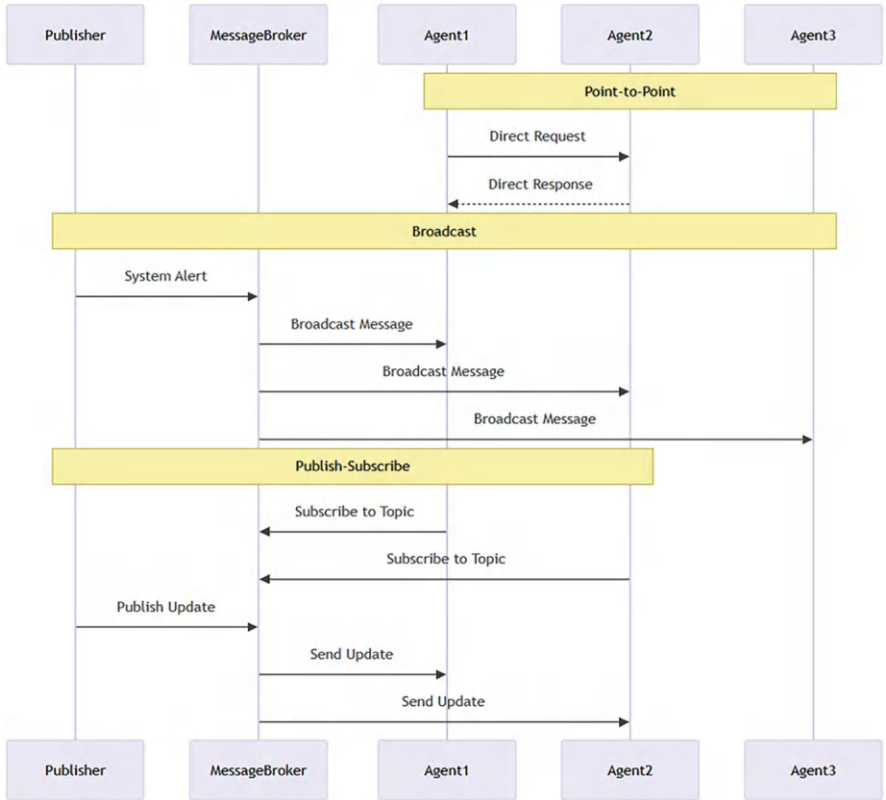 Publisher MessageBroker Agent1 Agent2 Agent3
Point-to-Point
Direct Request
Direct Response
Broadcast
System Alert
Broadcast Message
Broadcast Message
Broadcast Message
Publish-Subscribe
Subscribe to Topic
Subscribe to Topic
Publish Update
Send Update
Send Update
Publisher MessageBroker Agent1 Agent2 Agent3